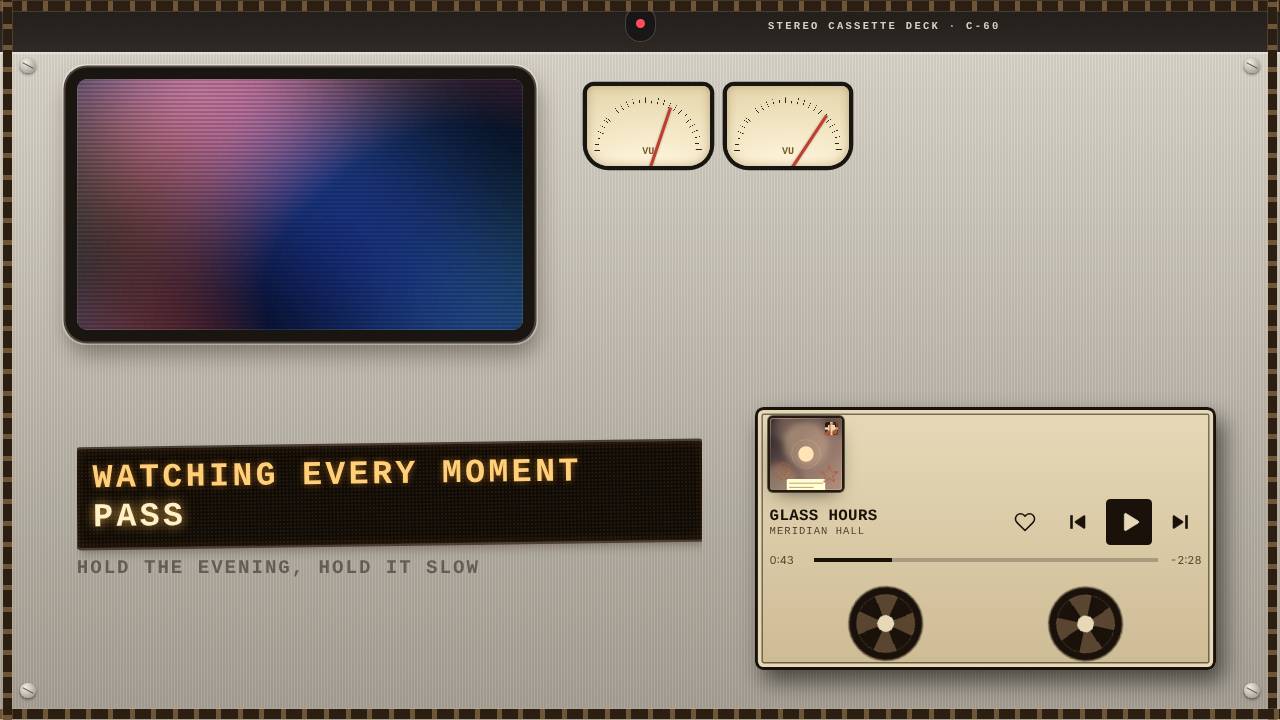 STEREO CASSETTE DECK · C-60
VU
VU
WATCHING EVERY MOMENT
PASS
HOLD THE EVENING, HOLD IT SLOW
GLASS HOURS
MERIDIAN HALL
0:43
-2:28